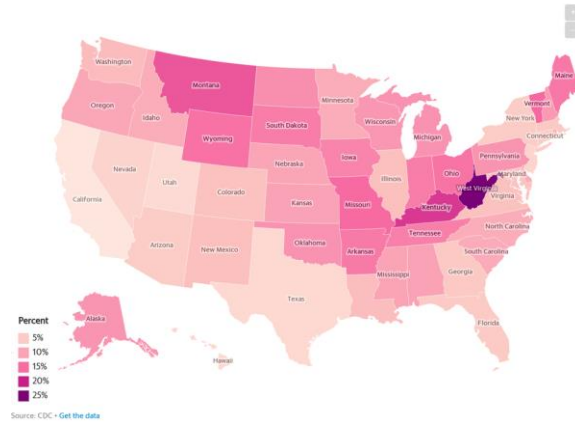 Washington
Montana
Maine
Oregon
Idaho
Minnesota
Vermont
Wyoming
South Dakota
Wisconsin
Michigan
New York
Connecticut
Nebraska
Iowa
Pennsylvania
Nevada
Utah
Colorado
Kansas
Missouri
Illinois
Ohio
Maryland
West Virginia
Virginia
Kentucky
California
Arizona
New Mexico
Oklahoma
Arkansas
Tennessee
North Carolina
South Carolina
Mississippi
Georgia
Texas
Florida
Alaska
Hawaii
Percent
5%
10%
15%
20%
25%
Source: CDC • Get the data